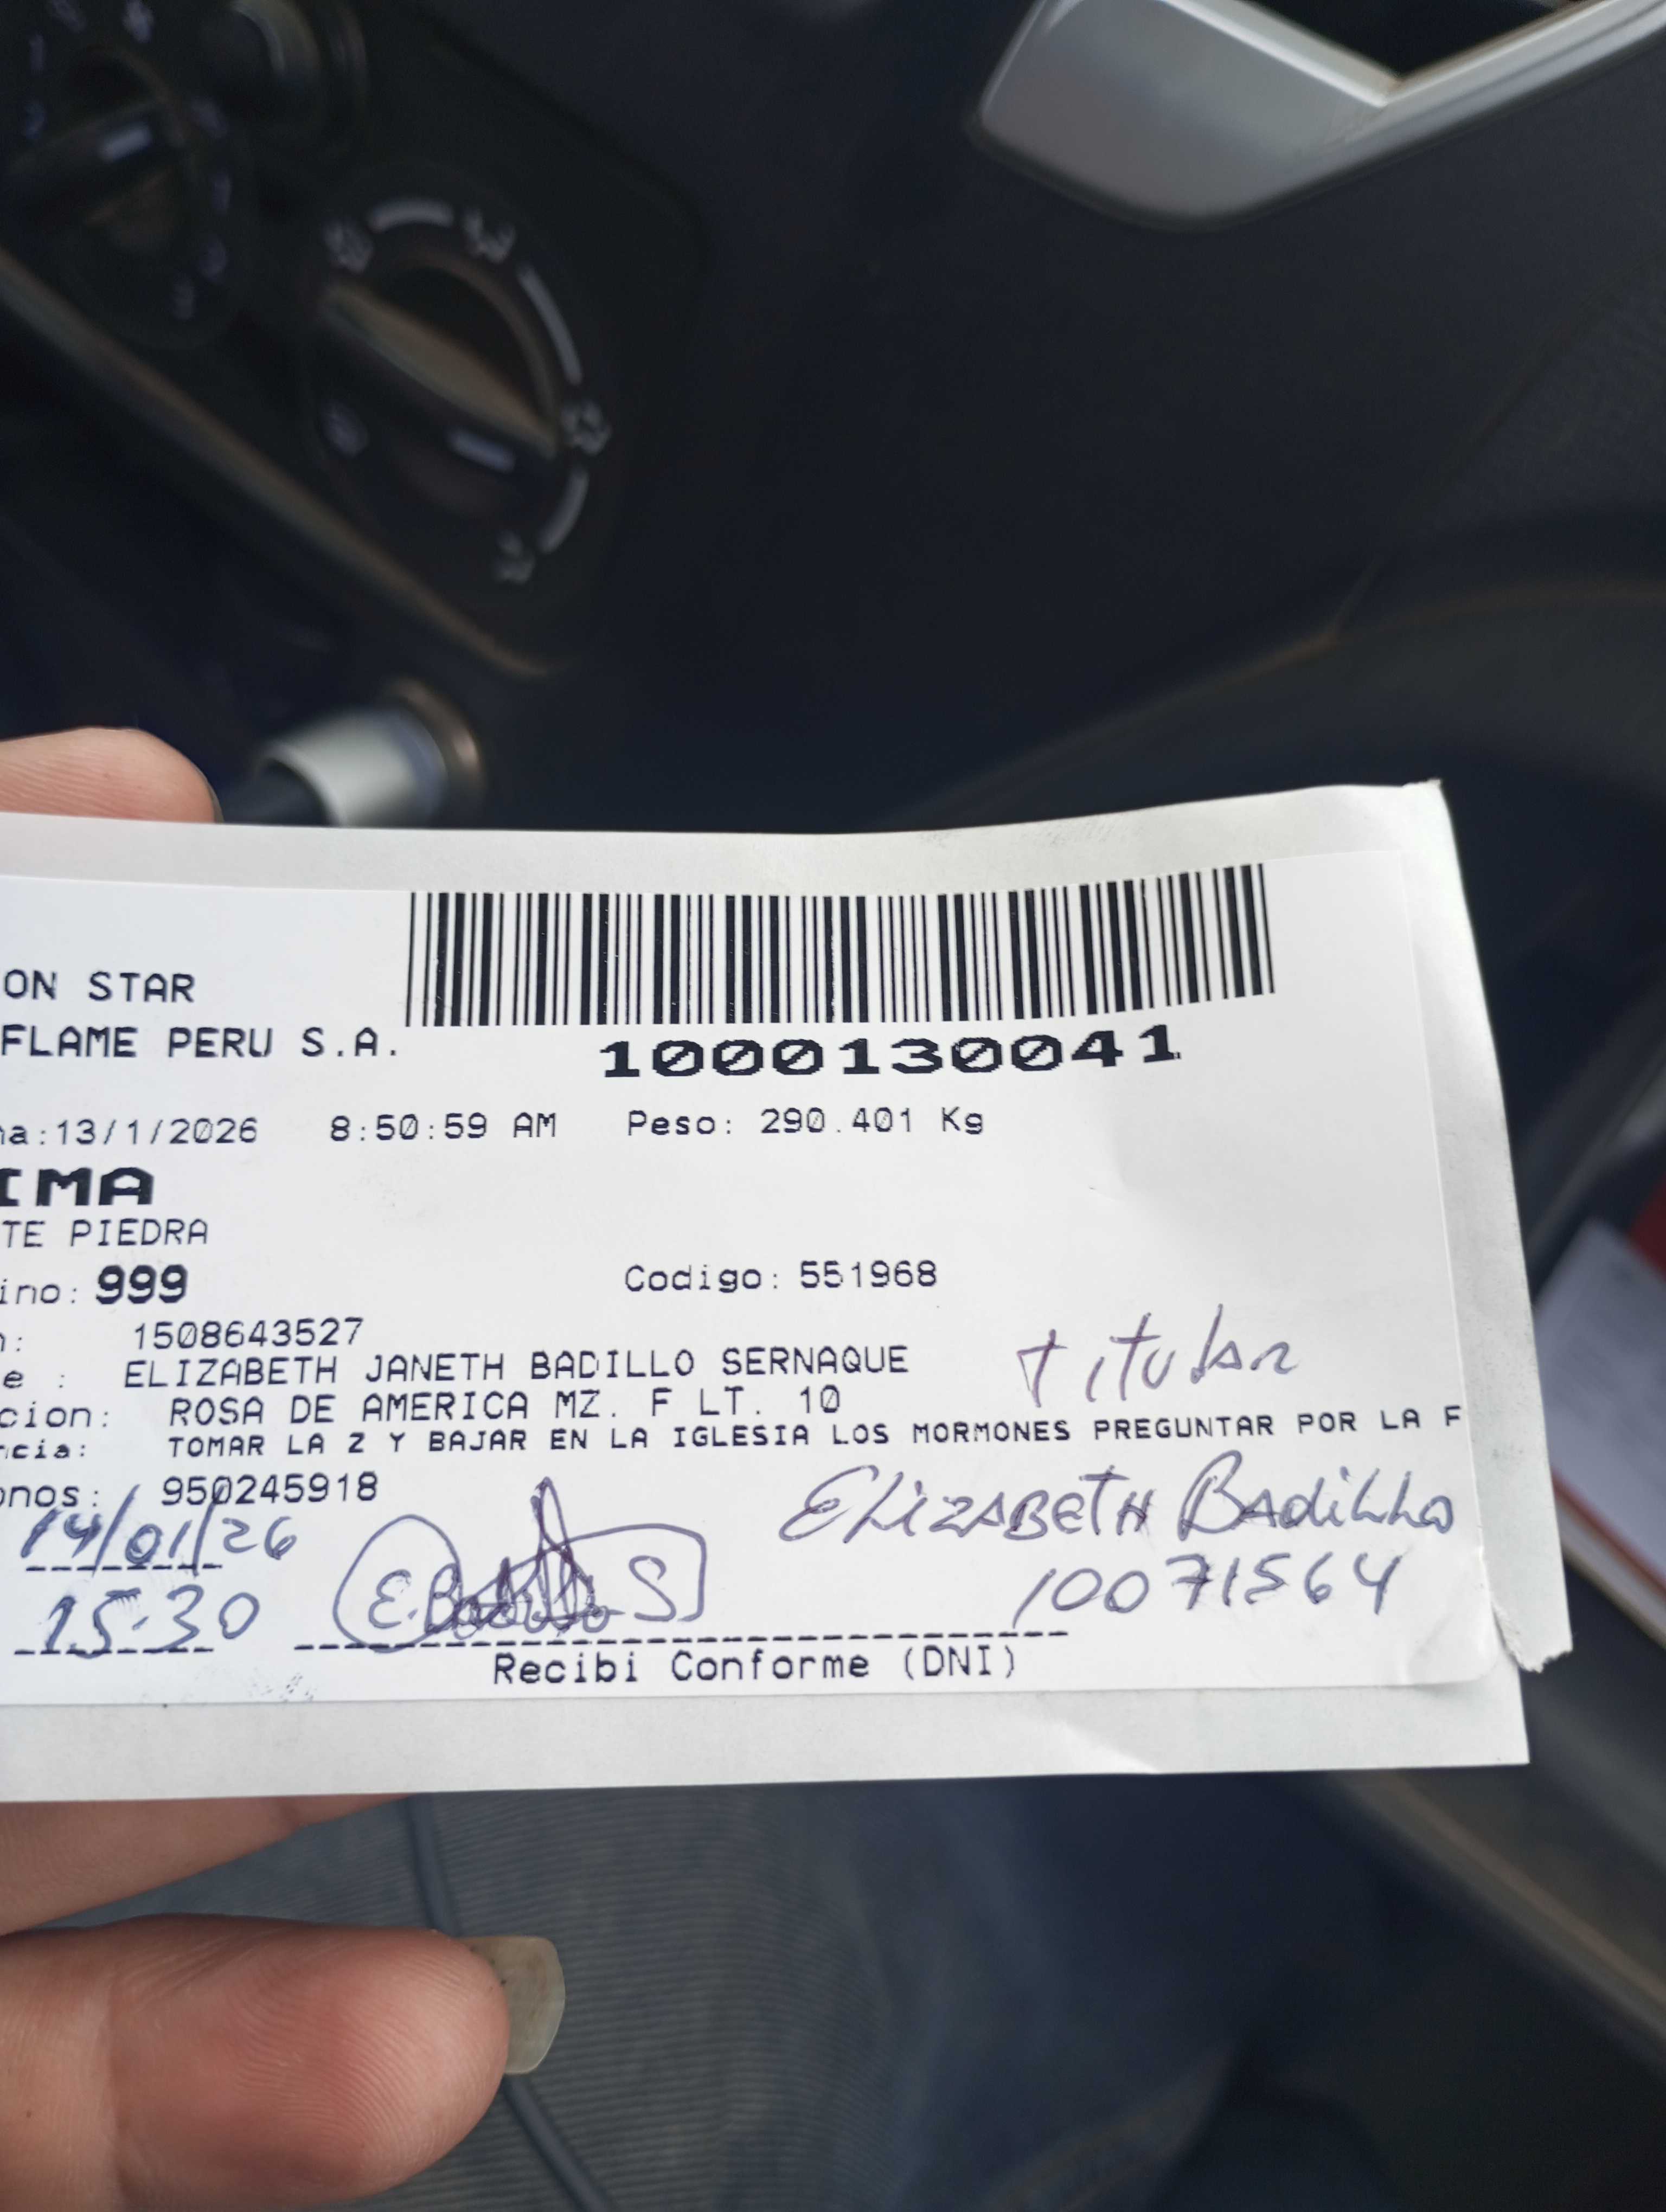 ON STAR
FLAME PERU S.A.
1000130041
a:13/1/2026 8:50:59 AM Peso: 290.401 Kg
IMA
TE PIEDRA
ino: 999 Codigo: 551968
: 1508643527
e : ELIZABETH JANETH BADILLO SERNAQUE titular
cion: ROSA DE AMERICA MZ. F LT. 10
ncia: TOMAR LA Z Y BAJAR EN LA IGLESIA LOS MORMONES PREGUNTAR POR LA F
onos: 950245918
14/01/26 ELIZABETH BADILLO
15:30 E. Badillo S 10071564
Recibi Conforme (DNI)